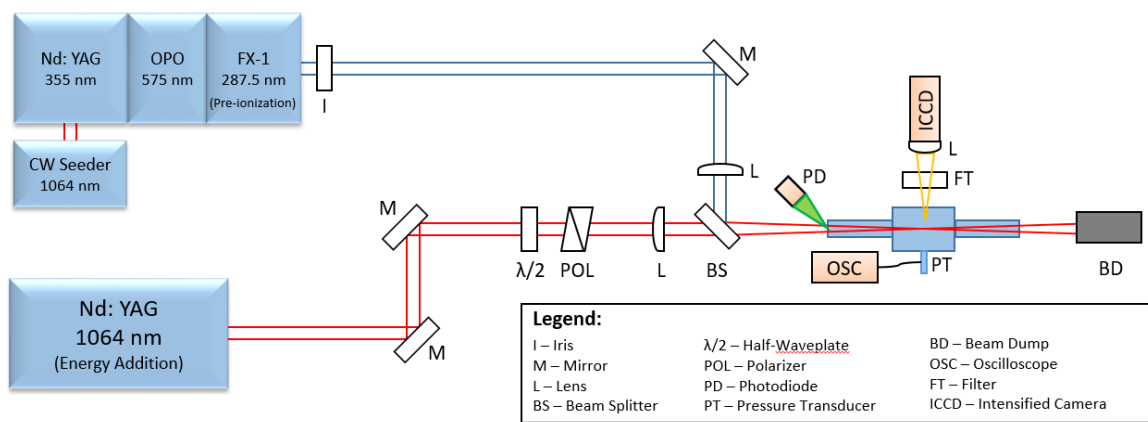 Nd: YAG
355 nm
OPO
575 nm
FX-1
287.5 nm
(Pre-ionization)
I
M
CW Seeder
1064 nm
ICCD
L
FT
L
PD
M
λ/2
POL
L
BS
OSC
PT
BD
Nd: YAG
1064 nm
(Energy Addition)
M
Legend:
I – Iris
M – Mirror
L – Lens
BS – Beam Splitter
λ/2 – Half-Waveplate
POL – Polarizer
PD – Photodiode
PT – Pressure Transducer
BD – Beam Dump
OSC – Oscilloscope
FT – Filter
ICCD – Intensified Camera